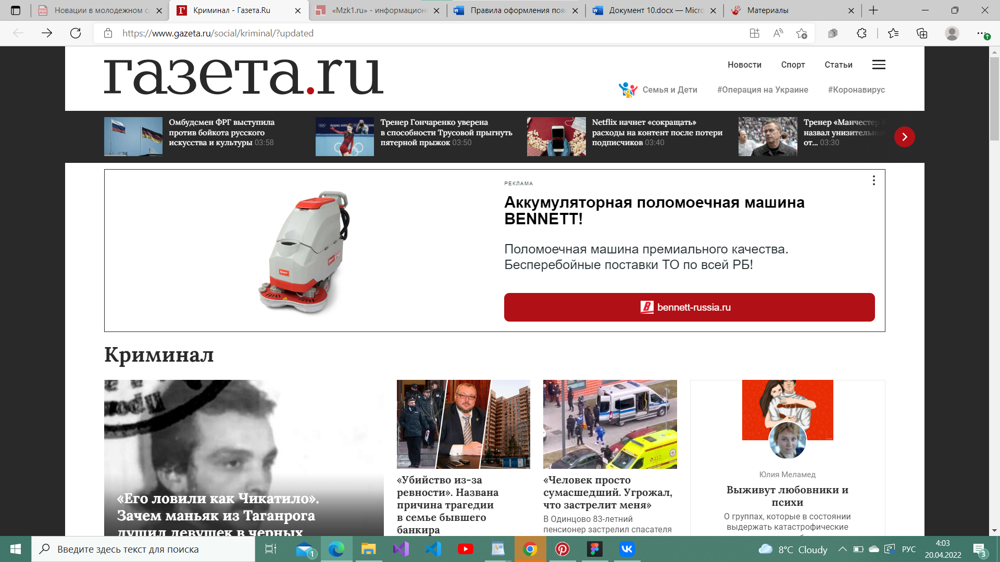 Новации в молодежном сл
Криминал - Газета.Ru
«Mzk1.ru» - информацион
Правила оформления поя
Документ 10.docx — Micro
Материалы
https://www.gazeta.ru/social/kriminal/?updated
газета.ru
Новости
Спорт
Статьи
Семья и Дети
#Операция на Украине
#Коронавирус
Омбудсмен ФРГ выступила
против бойкота русского
искусства и культуры 03:58
Тренер Гончаренко уверена
в способности Трусовой прыгнуть
пятерной прыжок 03:50
Netflix начнет «сокращать»
расходы на контент после потери
подписчиков 03:40
Тренер «Манчестер
назвал унизительны
от... 03:30
РЕКЛАМА
Аккумуляторная поломоечная машина
BENNETT!
Поломоечная машина премиального качества.
Бесперебойные поставки ТО по всей РБ!
bennett-russia.ru
Криминал
«Его ловили как Чикатило».
Зачем маньяк из Таганрога
душил девушек в черных
«Убийство из-за
ревности». Названа
причина трагедии
в семье бывшего
банкира
«Человек просто
сумасшедший. Угрожал,
что застрелит меня»
В Одинцово 83-летний
пенсионер застрелил спасателя
Юлия Меламед
Выживут любовники и
психи
О группах, которые в состоянии
выдержать катастрофические
Введите здесь текст для поиска
1
8°C Cloudy
РУС
4:03
20.04.2022
3